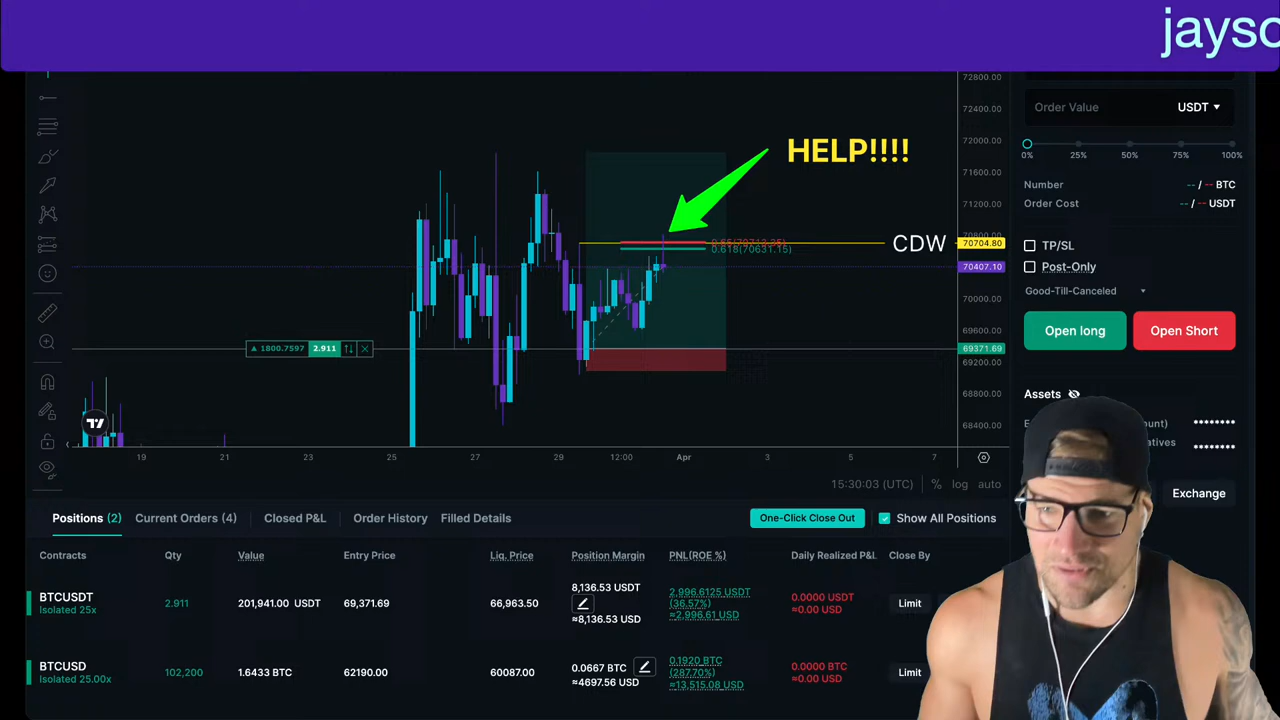 jaysc
72800.00
Order Value USDT
72400.00
72000.00
0% 25% 50% 75% 100%
HELP!!!!
71600.00
Number -- / -- BTC
71200.00
Order Cost -- / -- USDT
70800.00
CDW 70704.80
0.618(70631.15)
TP/SL
70407.10
Post-Only
Good-Till-Canceled
70000.00
69600.00
Open long Open Short
1800.7597 2.911
69371.69
69200.00
68800.00
Assets
68400.00
********
********
19 21 23 25 27 29 12:00 Apr 3 5 7
15:30:03 (UTC) % log auto
Exchange
Positions (2) Current Orders (4) Closed P&L Order History Filled Details One-Click Close Out Show All Positions
Contracts Qty Value Entry Price Liq. Price Position Margin PNL(ROE %) Daily Realized P&L Close By
BTCUSDT 2.911 201,941.00 USDT 69,371.69 66,963.50 8,136.53 USDT 2,996.6125 USDT 0.0000 USDT Limit
Isolated 25x ≈8,136.53 USD (36.57%) ≈0.00 USD
≈2,996.61 USD
BTCUSD 102,200 1.6433 BTC 62190.00 60087.00 0.0667 BTC 0.1920 BTC 0.0000 BTC Limit
Isolated 25.00x ≈4697.56 USD (287.70%) ≈0.00 USD
≈13,515.08 USD